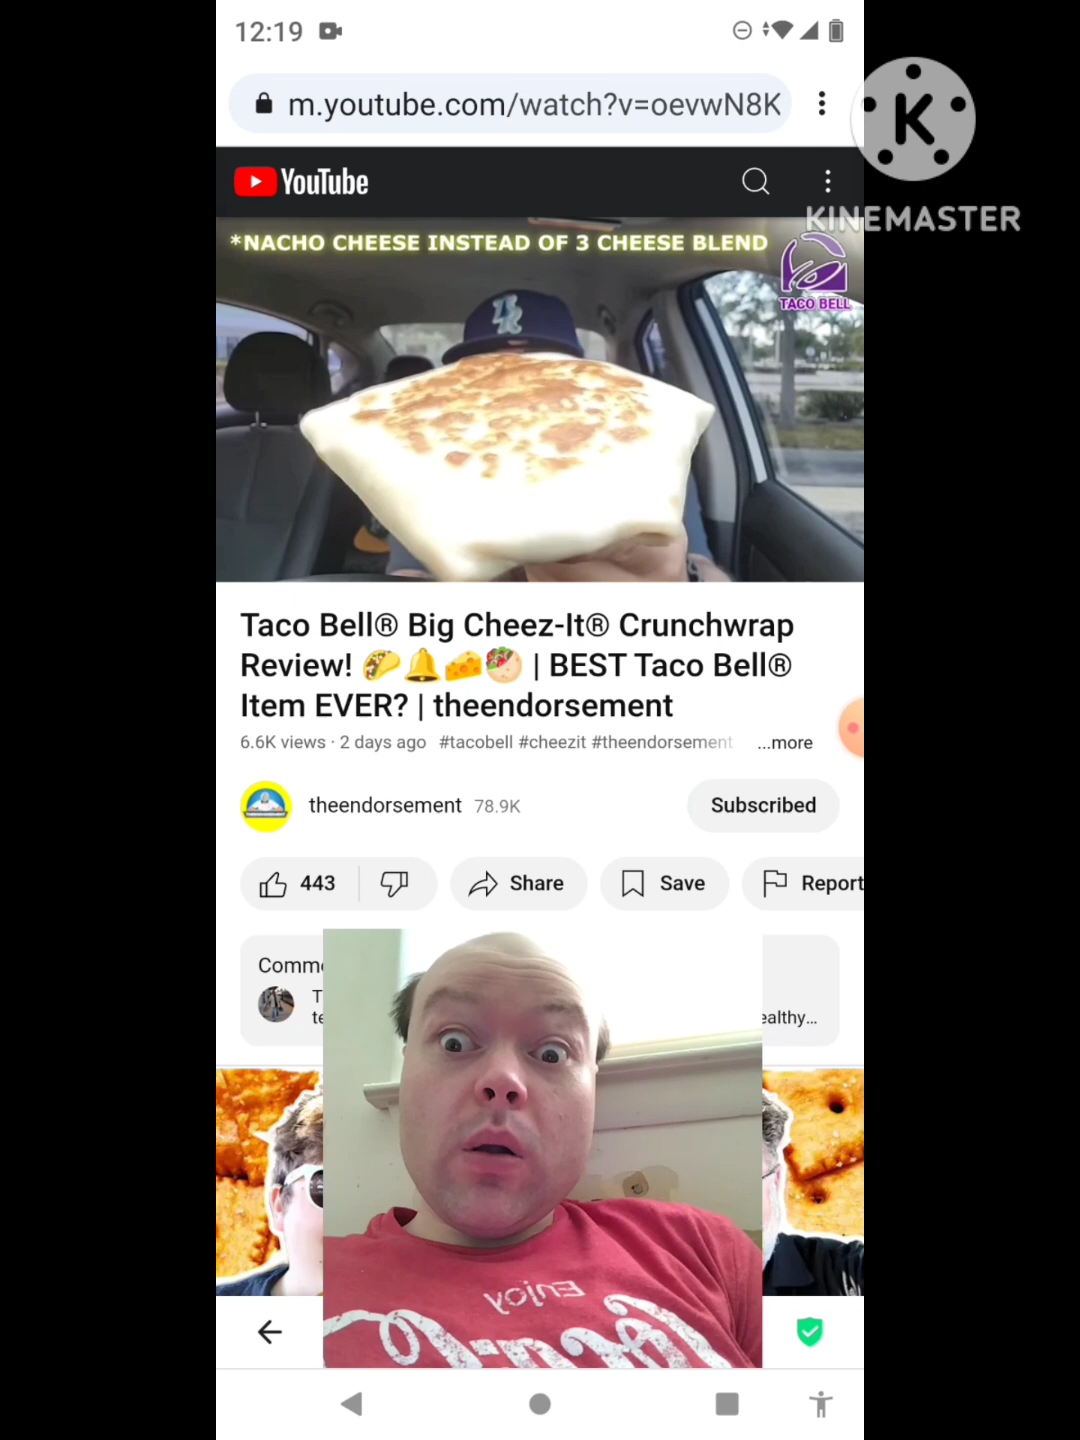 12:19
m.youtube.com/watch?v=oevwN8K
K
KINEMASTER
YouTube
*NACHO CHEESE INSTEAD OF 3 CHEESE BLEND
TACO BELL
Taco Bell® Big Cheez-It® Crunchwrap
Review! 🌮🔔🧀🥙 | BEST Taco Bell®
Item EVER? | theendorsement
6.6K views · 2 days ago #tacobell #cheezit #theendorsement ...more
theendorsement 78.9K
Subscribed
443
Share
Save
Report
Enjoy
Coca-Cola